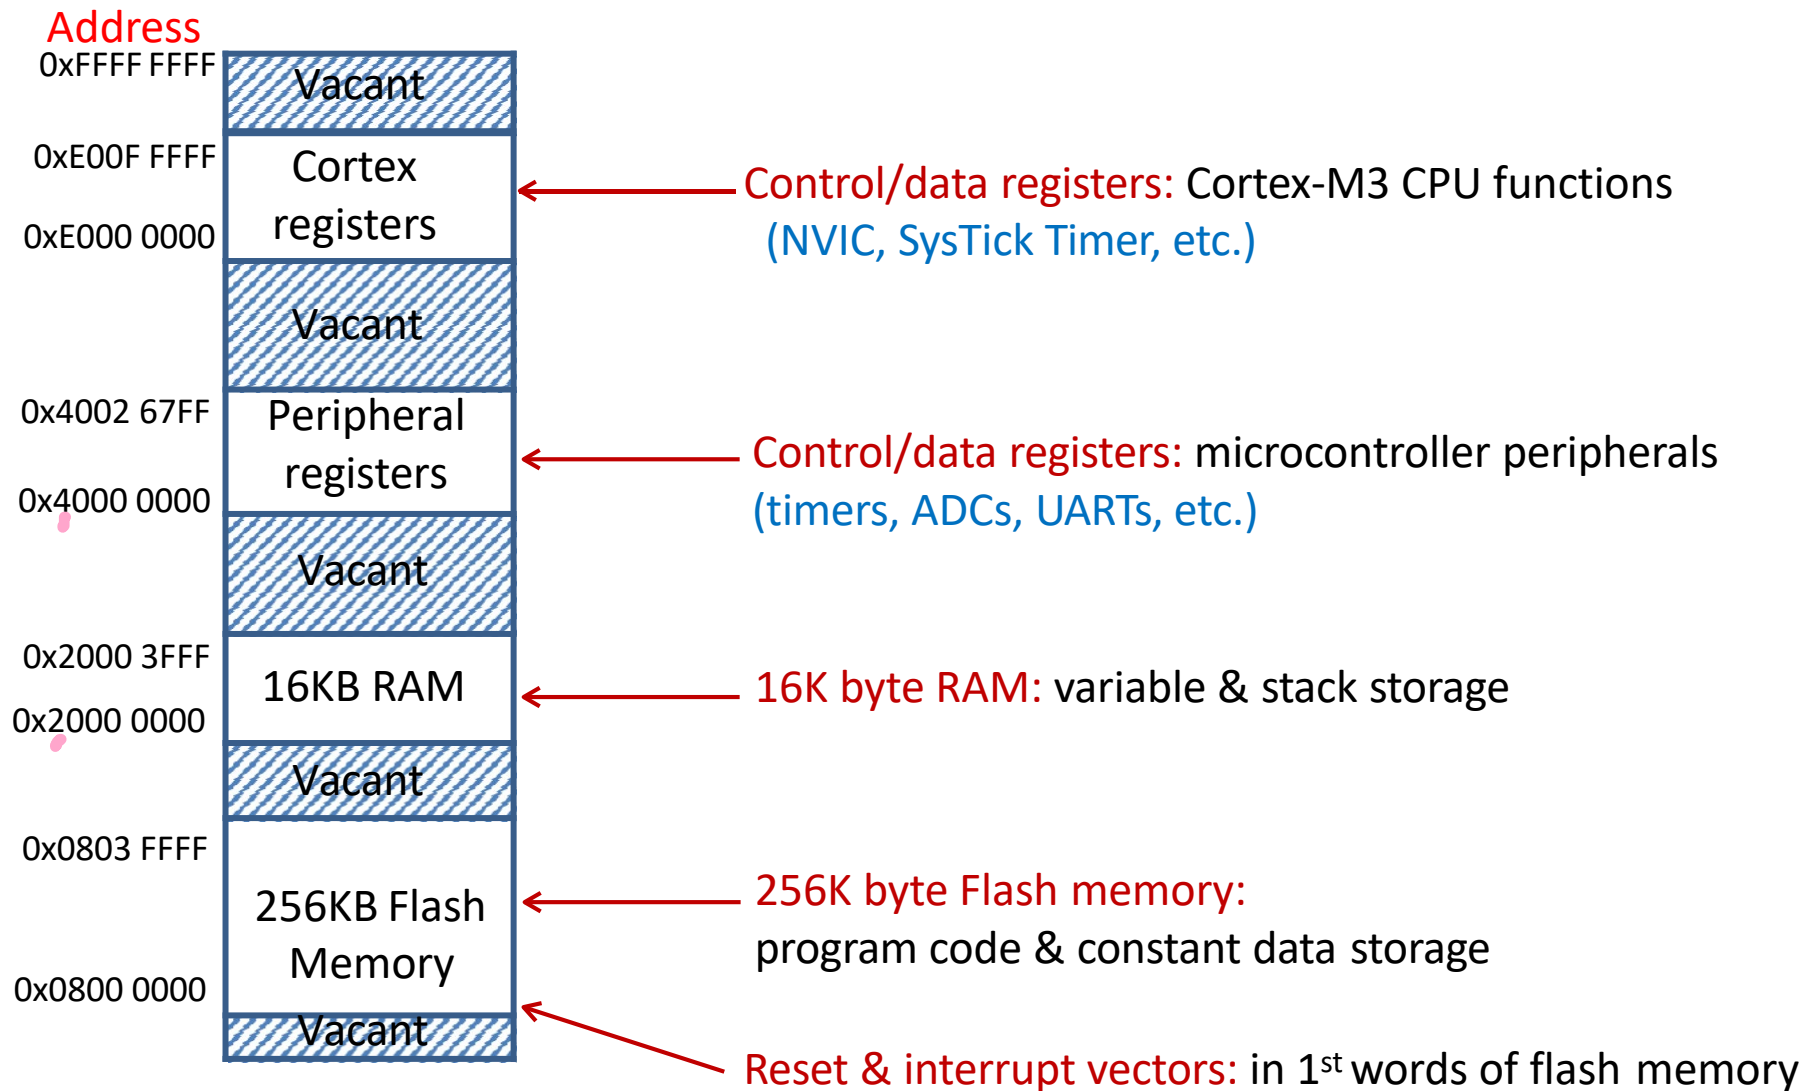 Address
0xFFFF FFFF
Vacant
0xE00F FFFF
Cortex
registers
0xE000 0000
Control/data registers: Cortex-M3 CPU functions
(NVIC, SysTick Timer, etc.)
Vacant
0x4002 67FF
Peripheral
registers
0x4000 0000
Control/data registers: microcontroller peripherals
(timers, ADCs, UARTs, etc.)
Vacant
0x2000 3FFF
16KB RAM
0x2000 0000
16K byte RAM: variable & stack storage
Vacant
0x0803 FFFF
256KB Flash
Memory
0x0800 0000
256K byte Flash memory:
program code & constant data storage
Vacant
Reset & interrupt vectors: in 1st words of flash memory